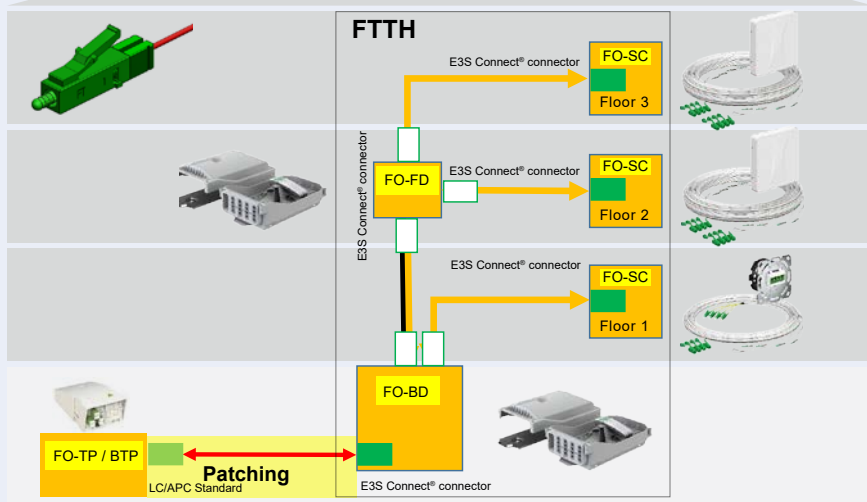 FTTH
E3S Connect® connector
FO-SC
Floor 3
E3S Connect® connector
FO-FD
E3S Connect® connector
FO-SC
Floor 2
E3S Connect® connector
FO-SC
Floor 1
FO-BD
FO-TP / BTP
Patching
LC/APC Standard
E3S Connect® connector